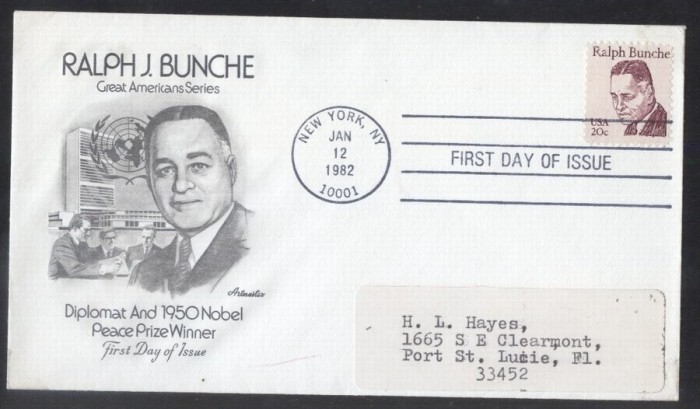 RALPH J. BUNCHE
Great Americans Series
Artmaster
Diplomat And 1950 Nobel
Peace Prize Winner
First Day of Issue
NEW YORK, NY
JAN
12
1982
10001
FIRST DAY OF ISSUE
Ralph Bunche
USA
20c
H. L. Hayes,
1665 S E Clearmont,
Port St. Lucie, Fl.
33452